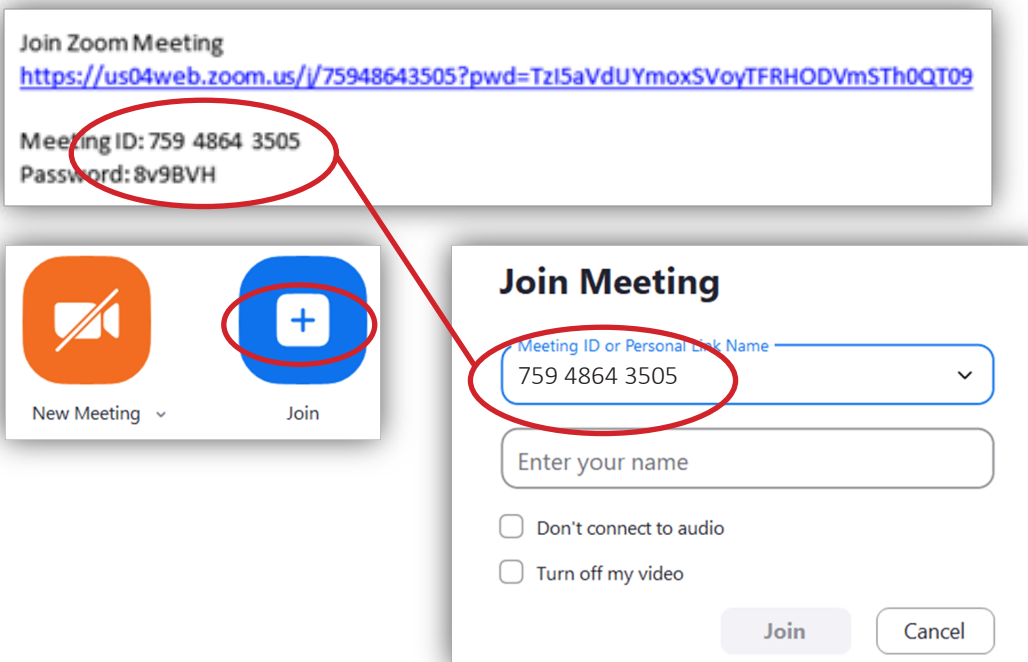 Join Zoom Meeting
https://us04web.zoom.us/j/75948643505?pwd=TzI5aVdUYmoxSVoyTFRHODVmSTh0QT09
Meeting ID: 759 4864 3505
Password: 8v9BVH
New Meeting
Join
Join Meeting
Meeting ID or Personal Link Name
759 4864 3505
Enter your name
Don't connect to audio
Turn off my video
Join
Cancel